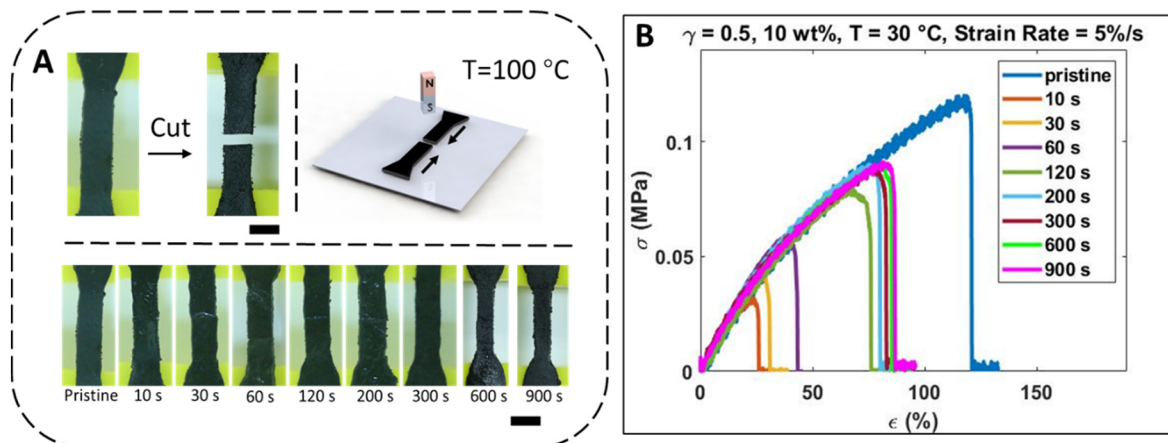 A
Cut
T=100 °C
N
S
Pristine 10 s 30 s 60 s 120 s 200 s 300 s 600 s 900 s
B
γ = 0.5, 10 wt%, T = 30 °C, Strain Rate = 5%/s
pristine
10 s
30 s
60 s
120 s
200 s
300 s
600 s
900 s
0.1
0.05
0
σ (MPa)
0 50 100 150
ϵ (%)